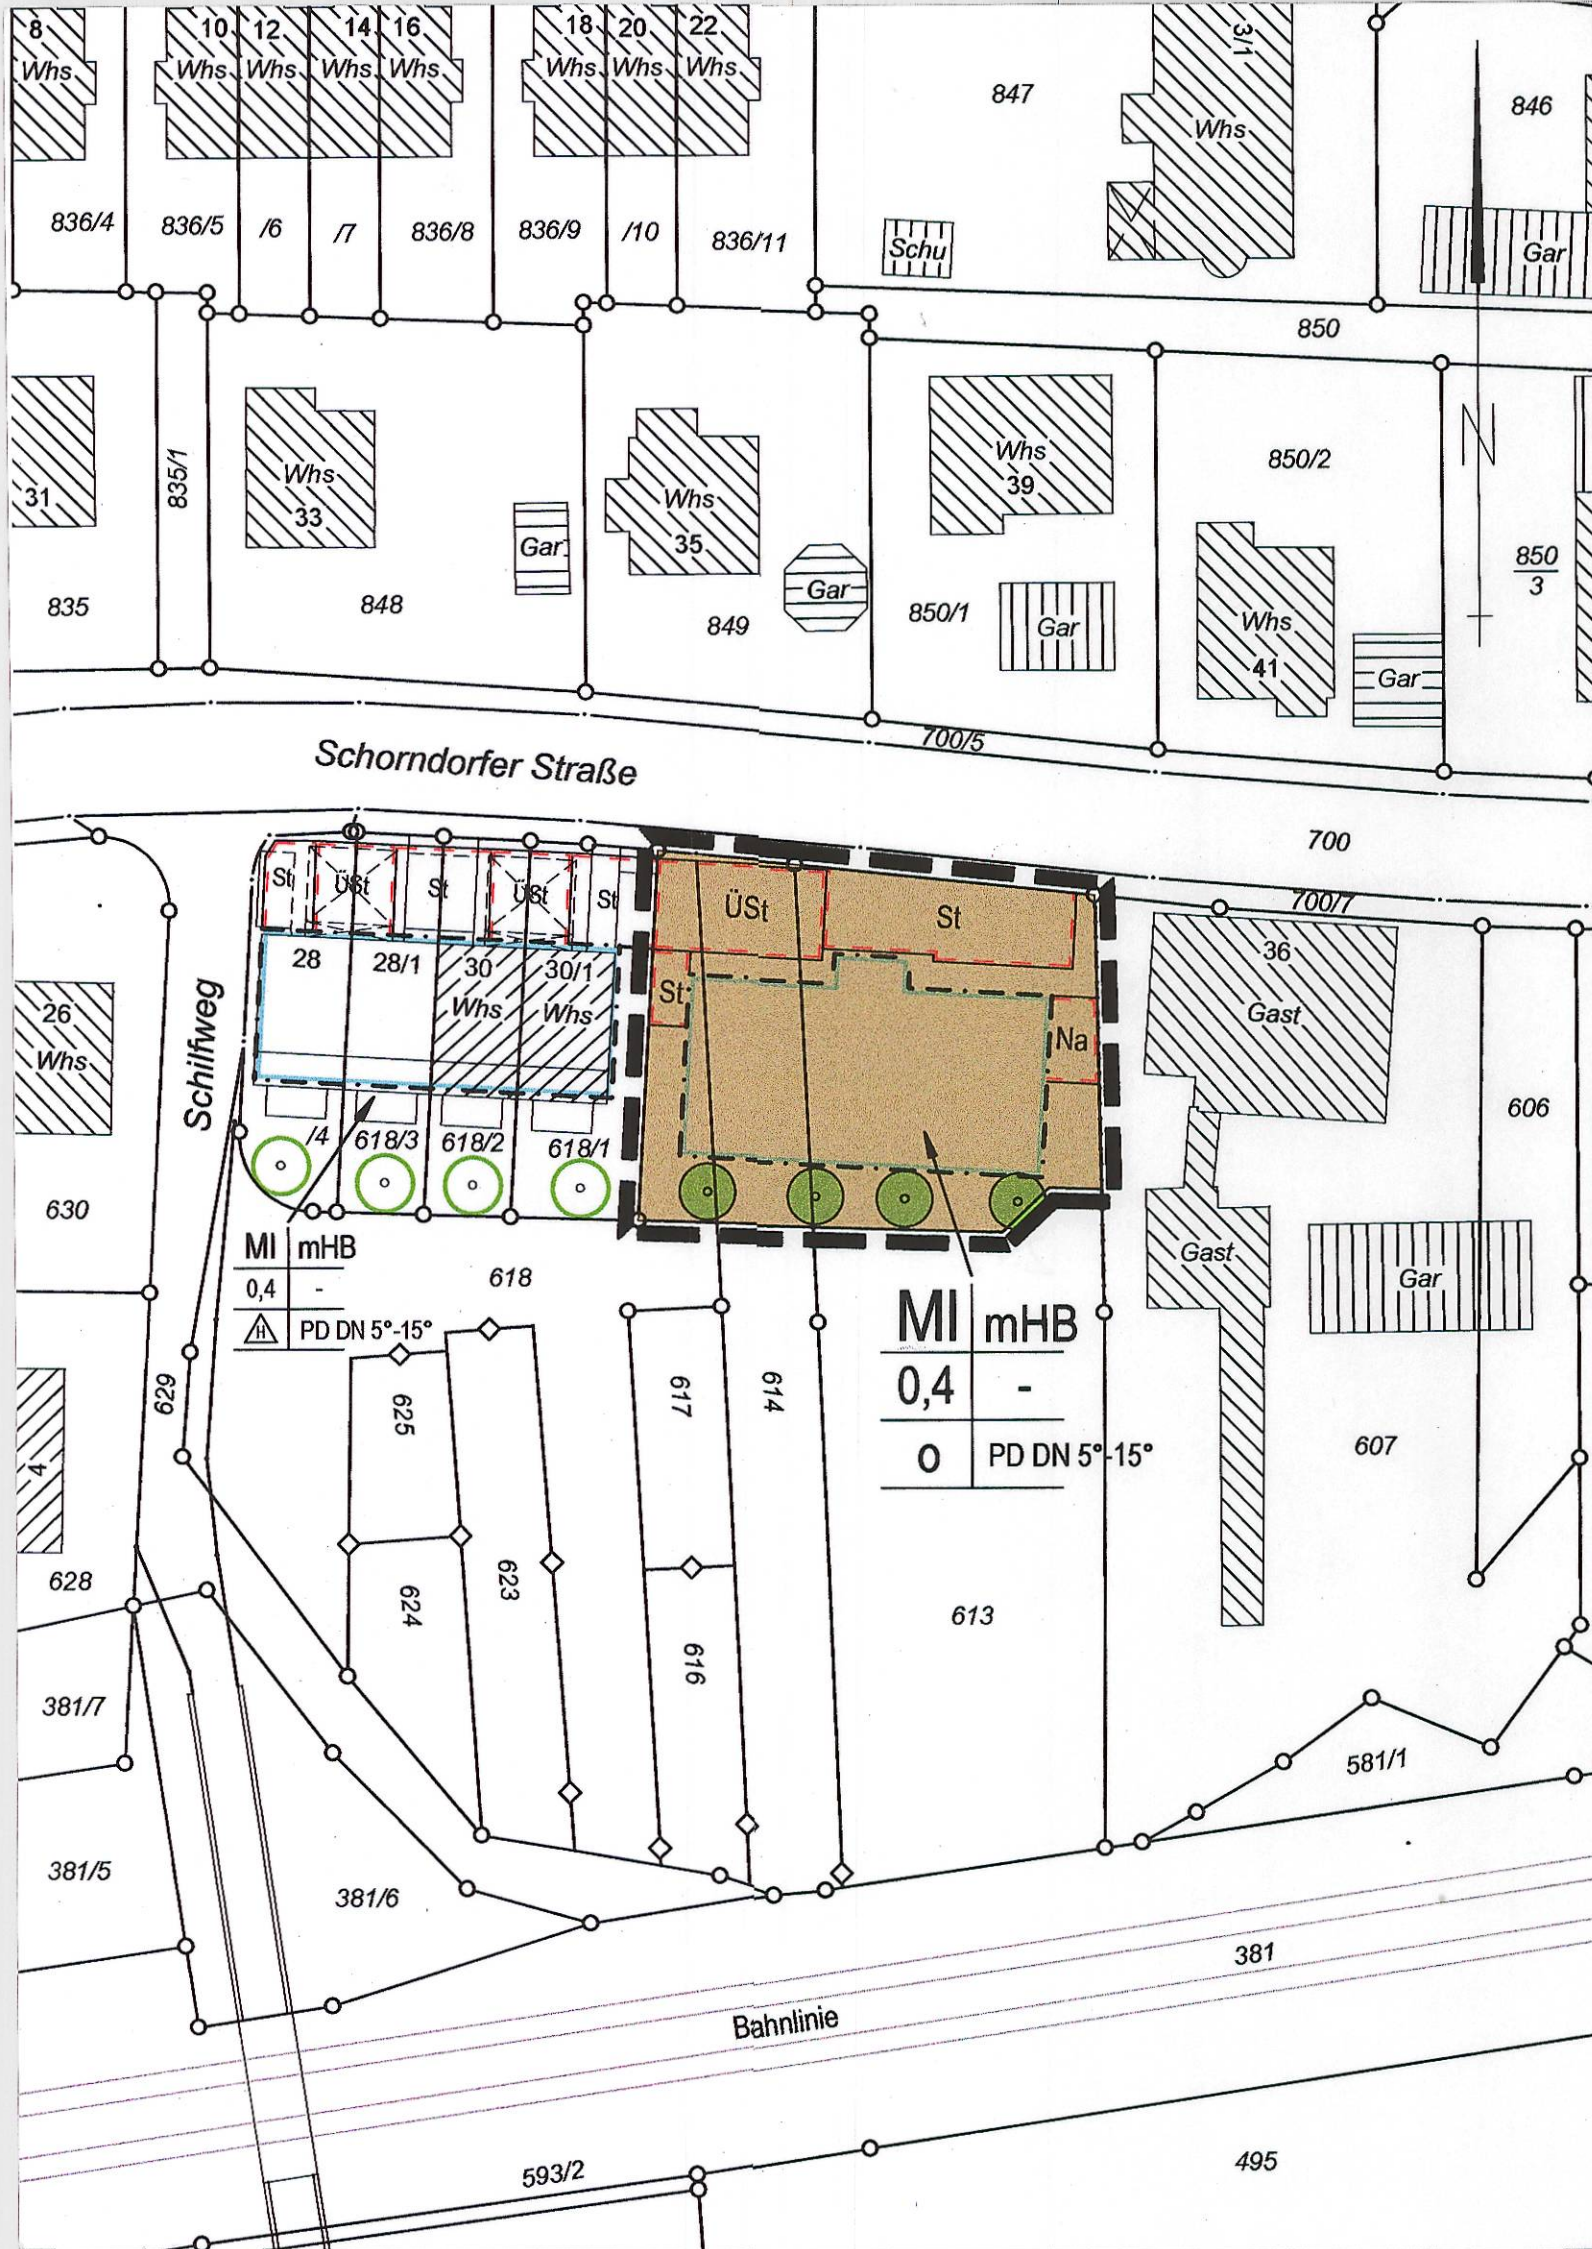 8
10 12 14 16
18 20 22
3/1
Whs
Whs Whs Whs Whs
Whs Whs Whs
847
846
Whs
836/4
836/5
/6
/7
836/8
836/9
/10
836/11
Schu
Gar
850
31
835/1
Whs
33
Gar
Whs
35
Gar
Whs
39
850/2
N
850
3
835
848
849
850/1
Gar
Whs
41
Gar
700/5
Schorndorfer Straße
700
700/7
St
ÜSt
St
ÜSt
St
ÜSt
St
28
28/1
30
Whs
30/1
Whs
St
Na
36
Gast
26
Whs
Schilfweg
606
/4
618/3
618/2
618/1
630
MI mHB
0,4 -
H PD DN 5°-15°
618
Gast
Gar
MI mHB
0,4 -
o PD DN 5°-15°
629
625
617
614
607
4
628
624
623
616
613
381/7
581/1
381/5
381/6
381
Bahnlinie
593/2
495